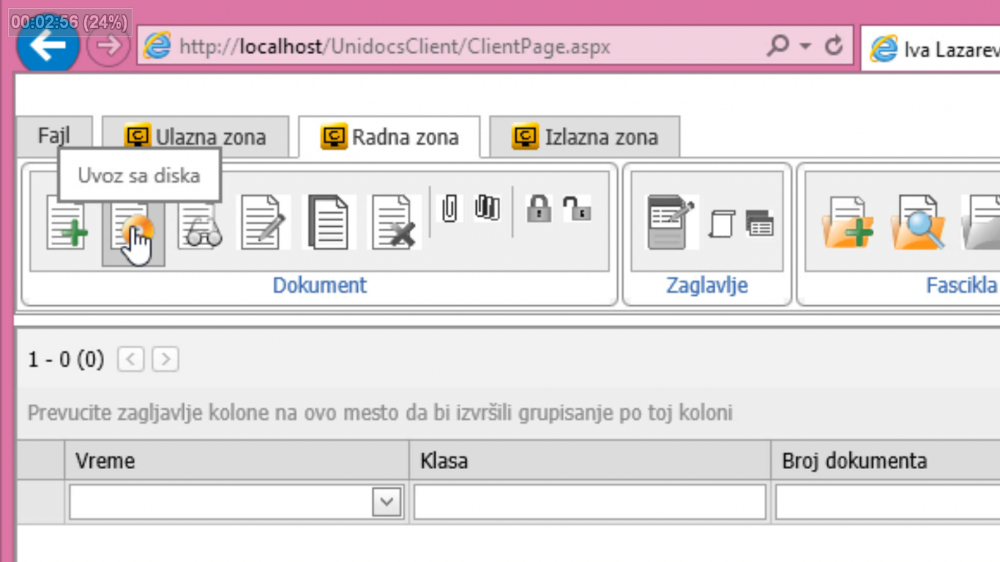 00:02:56 (24%)
http://localhost/UnidocsClient/ClientPage.aspx
Iva Lazarev
Fajl
Ulazna zona
Radna zona
Izlazna zona
Uvoz sa diska
Dokument
Zaglavlje
Fascikla
1 - 0 (0)
Prevucite zagljavlje kolone na ovo mesto da bi izvršili grupisanje po toj koloni
Vreme
Klasa
Broj dokumenta